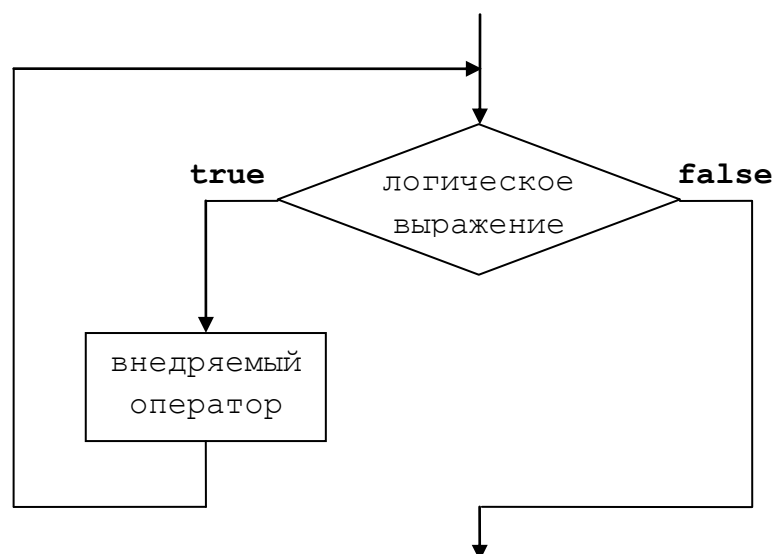 true
false
логическое
выражение
внедряемый
оператор